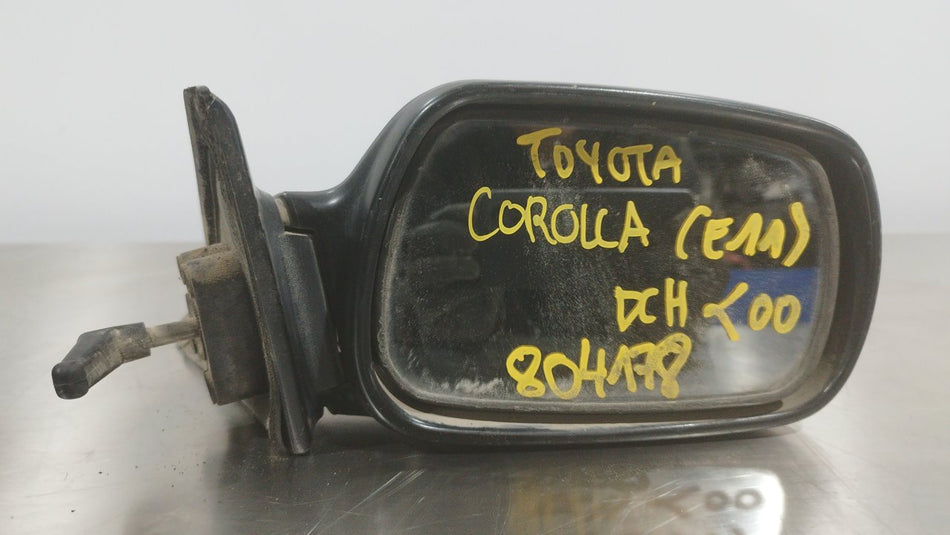 TOYOTA
COROLLA (E11)
DCH <00
804178